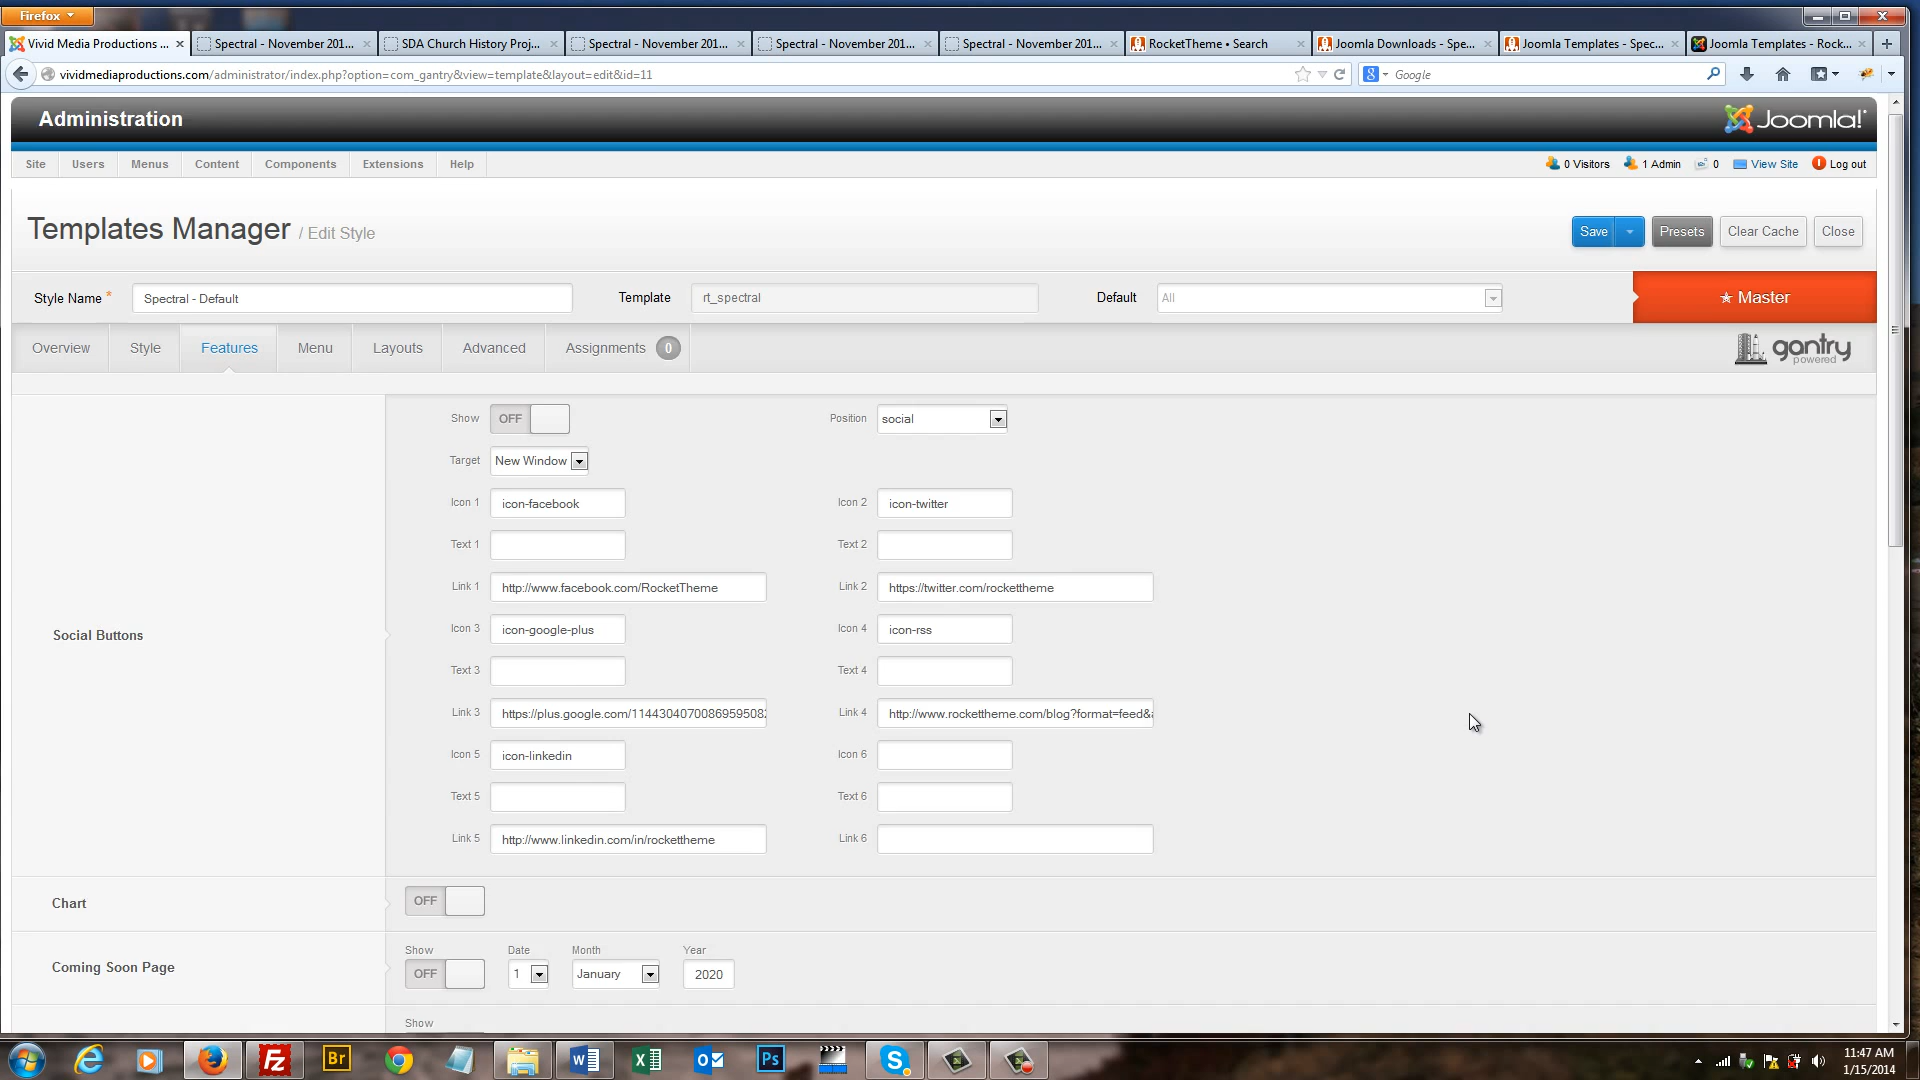 Firefox
Vivid Media Productions ...
Spectral - November 201...
SDA Church History Proj...
Spectral - November 201...
Spectral - November 201...
Spectral - November 201...
RocketTheme • Search
Joomla Downloads - Spe...
Joomla Templates - Spec...
Joomla Templates - Rock...
vividmediaproductions.com/administrator/index.php?option=com_gantry&view=template&layout=edit&id=11
Google
Administration
Joomla!
Site
Users
Menus
Content
Components
Extensions
Help
0 Visitors
1 Admin
0
View Site
Log out
Templates Manager / Edit Style
Save
Presets
Clear Cache
Close
Style Name *
Spectral - Default
Template
rt_spectral
Default
All
Master
Overview
Style
Features
Menu
Layouts
Advanced
Assignments
0
gantry
powered
Social Buttons
Show
OFF
Position
social
Target
New Window
Icon 1
icon-facebook
Icon 2
icon-twitter
Text 1
Text 2
Link 1
http://www.facebook.com/RocketTheme
Link 2
https://twitter.com/rockettheme
Icon 3
icon-google-plus
Icon 4
icon-rss
Text 3
Text 4
Link 3
https://plus.google.com/114430407008695950828
Link 4
http://www.rockettheme.com/blog?format=feed&
Icon 5
icon-linkedin
Icon 6
Text 5
Text 6
Link 5
http://www.linkedin.com/in/rockettheme
Link 6
Chart
OFF
Coming Soon Page
Show
Date
Month
Year
OFF
1
January
2020
Show
Fz
Br
Ps
11:47 AM
1/15/2014